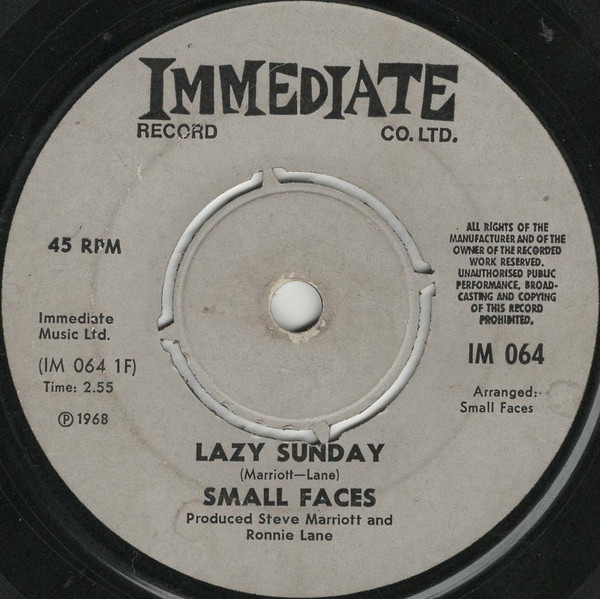 IMMEDIATE
RECORD CO. LTD.
45 RPM
ALL RIGHTS OF THE
MANUFACTURER AND OF THE
OWNER OF THE RECORDED
WORK RESERVED.
UNAUTHORISED PUBLIC
PERFORMANCE, BROAD-
CASTING AND COPYING
OF THIS RECORD
PROHIBITED.
Immediate
Music Ltd.
(IM 064 1F)
Time: 2.55
℗ 1968
IM 064
Arranged:
Small Faces
LAZY SUNDAY
(Marriott—Lane)
SMALL FACES
Produced Steve Marriott and
Ronnie Lane